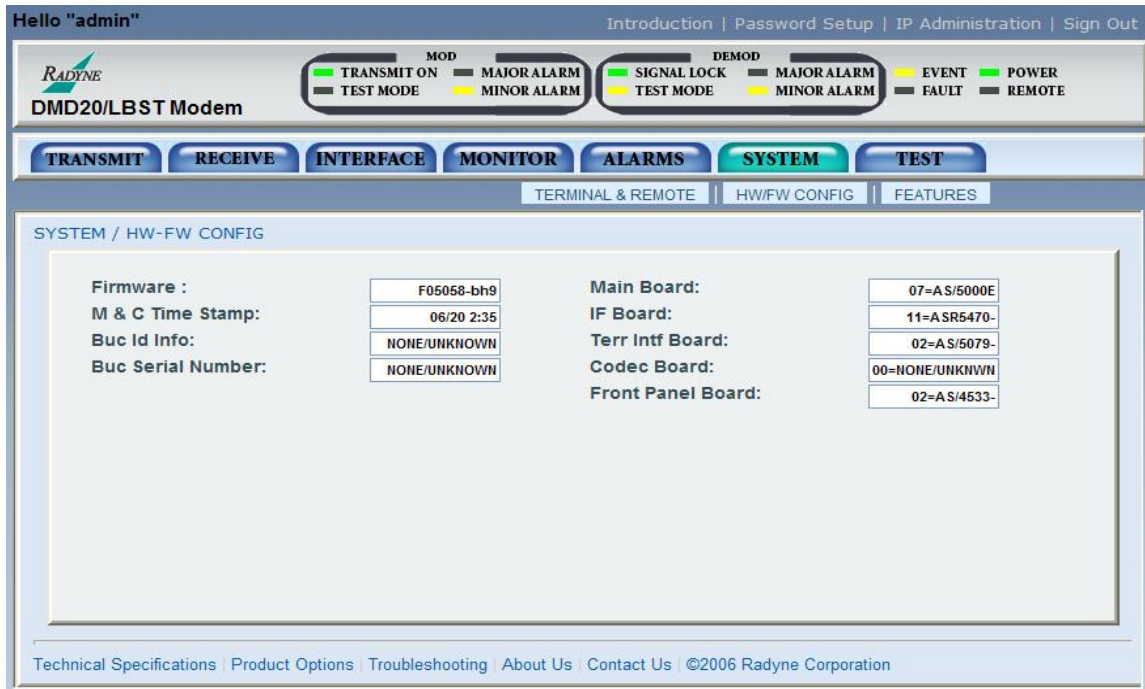 Hello "admin"
Introduction | Password Setup | IP Administration | Sign Out
RADYNE
DMD20/LBST Modem
MOD
TRANSMIT ON MAJOR ALARM
TEST MODE MINOR ALARM
DEMOD
SIGNAL LOCK MAJOR ALARM
TEST MODE MINOR ALARM
EVENT POWER
FAULT REMOTE
TRANSMIT RECEIVE INTERFACE MONITOR ALARMS SYSTEM TEST
TERMINAL & REMOTE | HW/FW CONFIG | FEATURES
SYSTEM / HW-FW CONFIG
Firmware : F05058-bh9
M & C Time Stamp: 06/20 2:35
Buc Id Info: NONE/UNKNOWN
Buc Serial Number: NONE/UNKNOWN
Main Board: 07=AS/5000E
IF Board: 11=ASR5470-
Terr Intf Board: 02=AS/5079-
Codec Board: 00=NONE/UNKNWN
Front Panel Board: 02=AS/4533-
Technical Specifications | Product Options | Troubleshooting | About Us | Contact Us | ©2006 Radyne Corporation